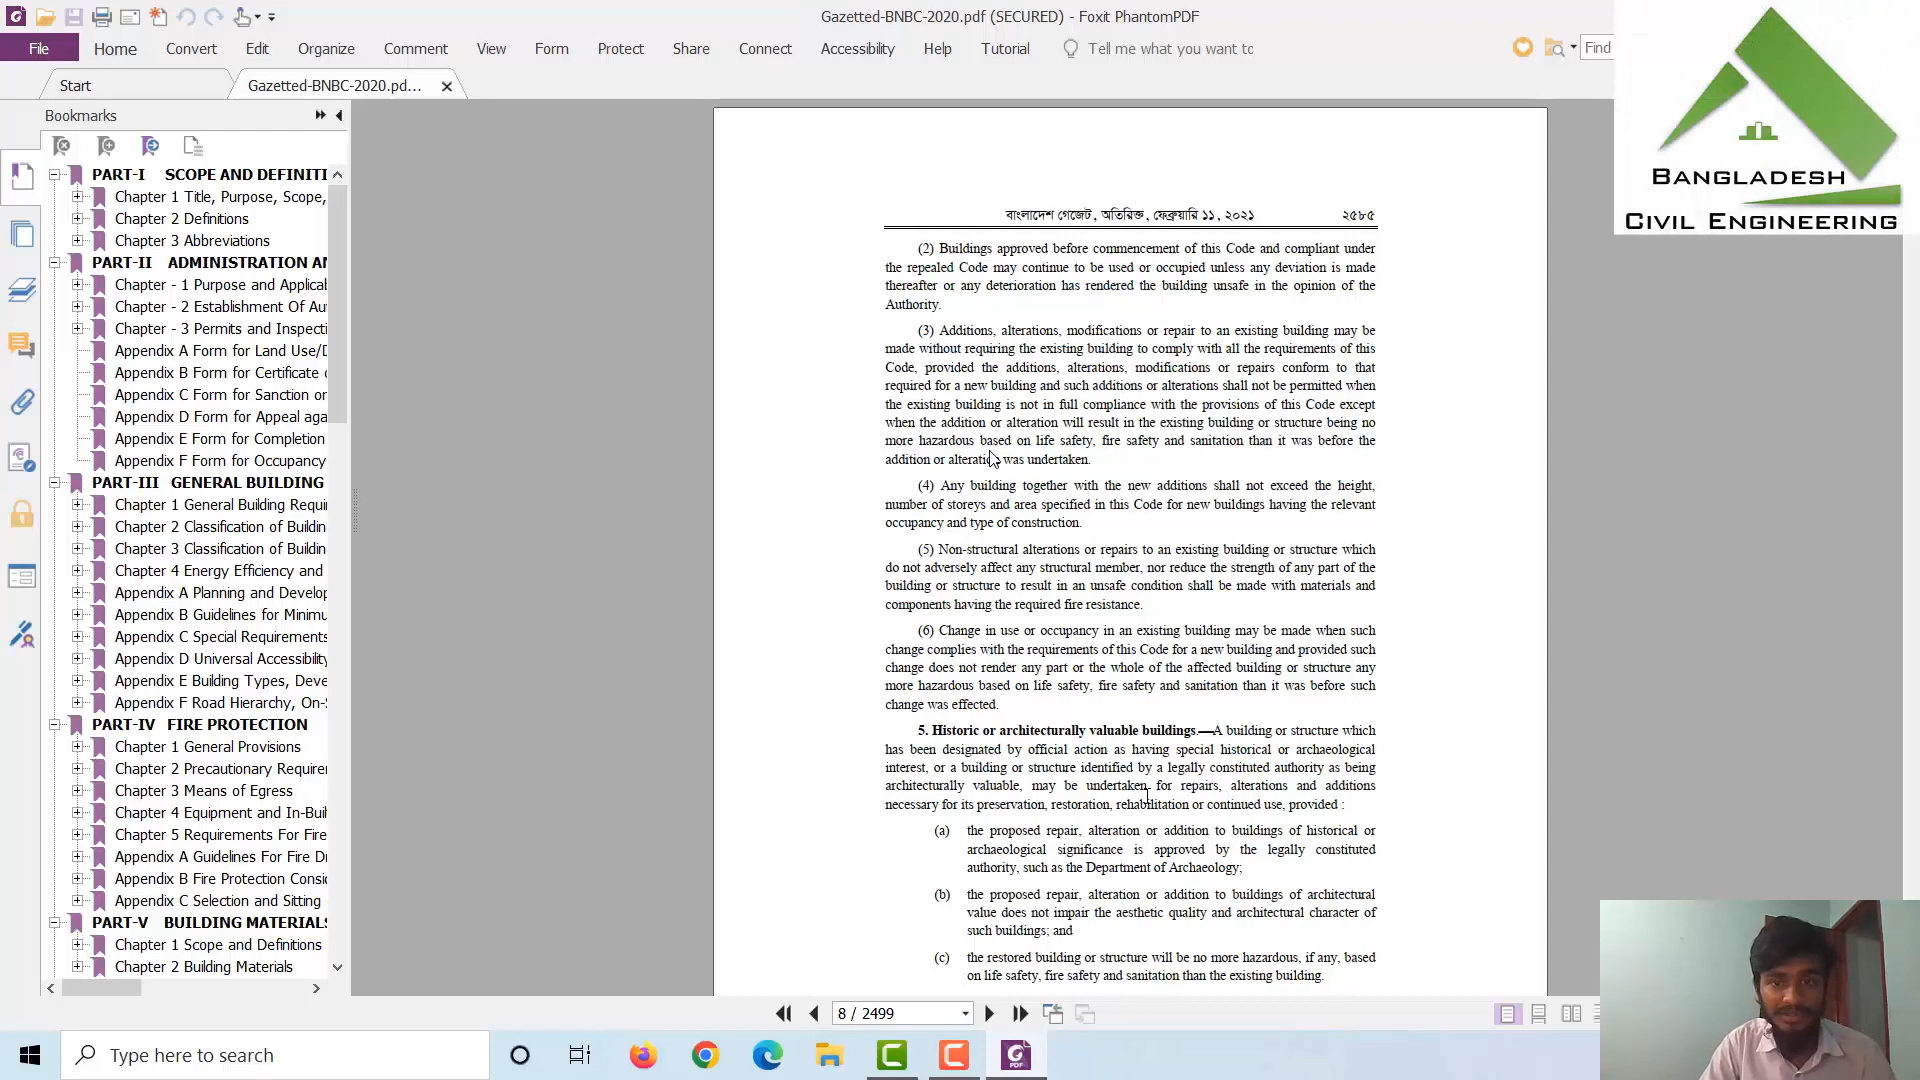 Gazetted-BNBC-2020.pdf (SECURED) - Foxit PhantomPDF
File Home Convert Edit Organize Comment View Form Protect Share Connect Accessibility Help Tutorial Tell me what you want to Find
Start Gazetted-BNBC-2020.pd...
Bookmarks
PART-I SCOPE AND DEFINITI
Chapter 1 Title, Purpose, Scope,
Chapter 2 Definitions
Chapter 3 Abbreviations
PART-II ADMINISTRATION AN
Chapter - 1 Purpose and Applicab
Chapter - 2 Establishment Of Au
Chapter - 3 Permits and Inspecti
Appendix A Form for Land Use/D
Appendix B Form for Certificate o
Appendix C Form for Sanction or
Appendix D Form for Appeal aga
Appendix E Form for Completion
Appendix F Form for Occupancy
PART-III GENERAL BUILDING
Chapter 1 General Building Requi
Chapter 2 Classification of Buildin
Chapter 3 Classification of Buildin
Chapter 4 Energy Efficiency and
Appendix A Planning and Develop
Appendix B Guidelines for Minimu
Appendix C Special Requirements
Appendix D Universal Accessibility
Appendix E Building Types, Deve
Appendix F Road Hierarchy, On-S
PART-IV FIRE PROTECTION
Chapter 1 General Provisions
Chapter 2 Precautionary Requirem
Chapter 3 Means of Egress
Chapter 4 Equipment and In-Buil
Chapter 5 Requirements For Fire
Appendix A Guidelines For Fire Dr
Appendix B Fire Protection Consid
Appendix C Selection and Sitting
PART-V BUILDING MATERIALS
Chapter 1 Scope and Definitions
Chapter 2 Building Materials
বাংলাদেশ গেজেট, অতিরিক্ত, ফেব্রুয়ারি ১১, ২০২১ ২৫৮৫
(2) Buildings approved before commencement of this Code and compliant under
the repealed Code may continue to be used or occupied unless any deviation is made
thereafter or any deterioration has rendered the building unsafe in the opinion of the
Authority.
(3) Additions, alterations, modifications or repair to an existing building may be
made without requiring the existing building to comply with all the requirements of this
Code, provided the additions, alterations, modifications or repairs conform to that
required for a new building and such additions or alterations shall not be permitted when
the existing building is not in full compliance with the provisions of this Code except
when the addition or alteration will result in the existing building or structure being no
more hazardous based on life safety, fire safety and sanitation than it was before the
addition or alteration was undertaken.
(4) Any building together with the new additions shall not exceed the height,
number of storeys and area specified in this Code for new buildings having the relevant
occupancy and type of construction.
(5) Non-structural alterations or repairs to an existing building or structure which
do not adversely affect any structural member, nor reduce the strength of any part of the
building or structure to result in an unsafe condition shall be made with materials and
components having the required fire resistance.
(6) Change in use or occupancy in an existing building may be made when such
change complies with the requirements of this Code for a new building and provided such
change does not render any part or the whole of the affected building or structure any
more hazardous based on life safety, fire safety and sanitation than it was before such
change was effected.
5. Historic or architecturally valuable buildings.—A building or structure which
has been designated by official action as having special historical or archaeological
interest, or a building or structure identified by a legally constituted authority as being
architecturally valuable, may be undertaken for repairs, alterations and additions
necessary for its preservation, restoration, rehabilitation or continued use, provided :
(a) the proposed repair, alteration or addition to buildings of historical or
archaeological significance is approved by the legally constituted
authority, such as the Department of Archaeology;
(b) the proposed repair, alteration or addition to buildings of architectural
value does not impair the aesthetic quality and architectural character of
such buildings; and
(c) the restored building or structure will be no more hazardous, if any, based
on life safety, fire safety and sanitation than the existing building.
8 / 2499
Type here to search
BANGLADESH
CIVIL ENGINEERING